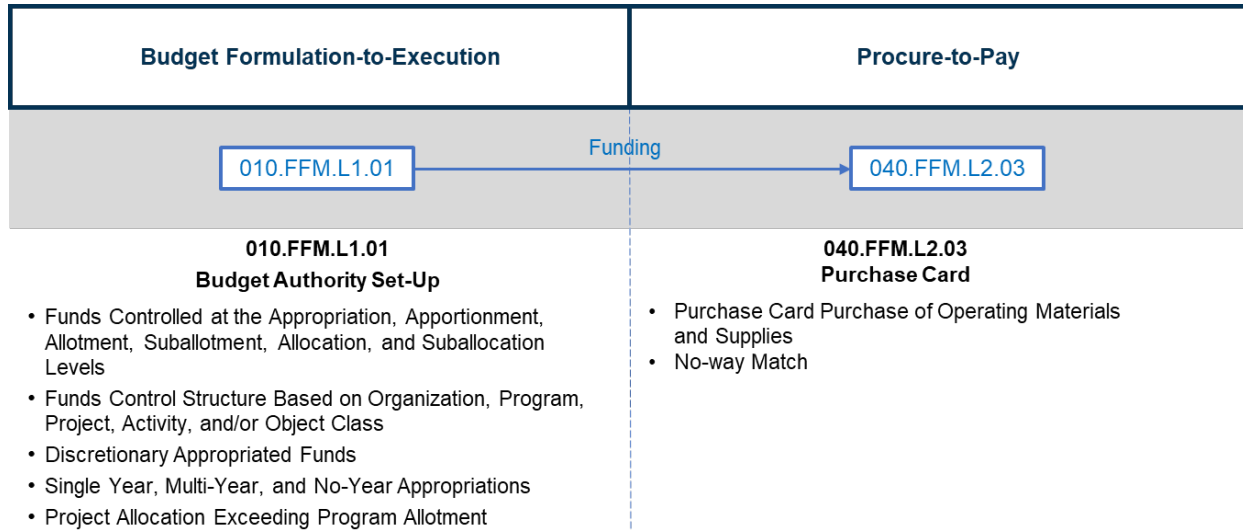 Budget Formulation-to-Execution
Procure-to-Pay
Funding
010.FFM.L1.01
040.FFM.L2.03
010.FFM.L1.01
Budget Authority Set-Up
• Funds Controlled at the Appropriation, Apportionment,
Allotment, Suballotment, Allocation, and Suballocation
Levels
• Funds Control Structure Based on Organization, Program,
Project, Activity, and/or Object Class
• Discretionary Appropriated Funds
• Single Year, Multi-Year, and No-Year Appropriations
• Project Allocation Exceeding Program Allotment
040.FFM.L2.03
Purchase Card
• Purchase Card Purchase of Operating Materials
and Supplies
• No-way Match